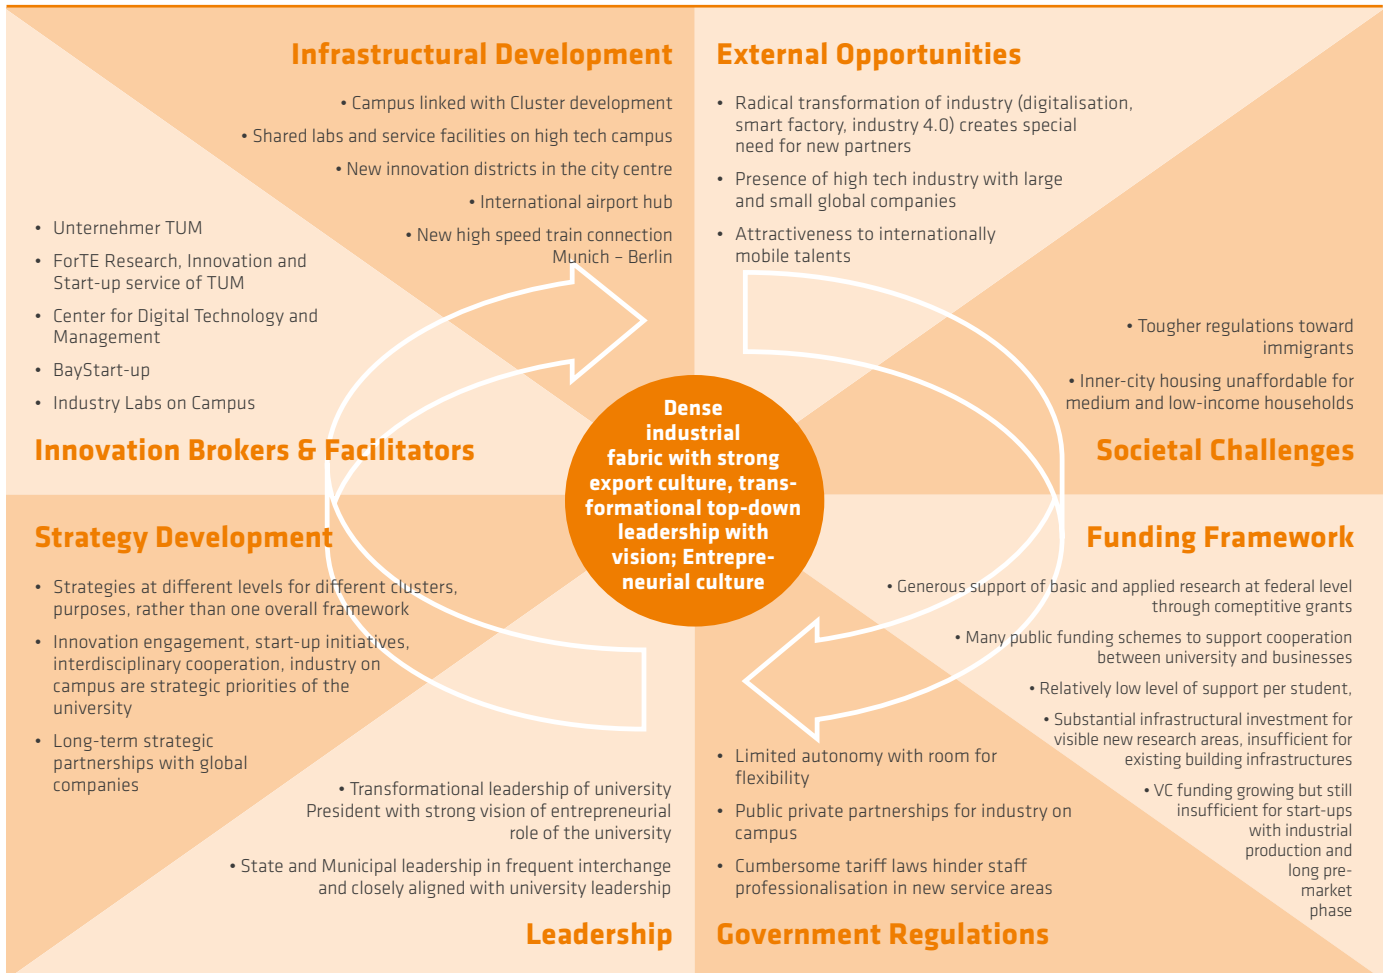 Infrastructural Development
• Campus linked with Cluster development
• Shared labs and service facilities on high tech campus
• New innovation districts in the city centre
• International airport hub
• New high speed train connection
Munich – Berlin
External Opportunities
• Radical transformation of industry (digitalisation,
smart factory, industry 4.0) creates special
need for new partners
• Presence of high tech industry with large
and small global companies
• Attractiveness to internationally
mobile talents
• Unternehmer TUM
• ForTE Research, Innovation and
Start-up service of TUM
• Center for Digital Technology and
Management
• BayStart-up
• Industry Labs on Campus
Innovation Brokers & Facilitators
• Tougher regulations toward
immigrants
• Inner-city housing unaffordable for
medium and low-income households
Societal Challenges
Dense
industrial
fabric with strong
export culture, trans-
formational top-down
leadership with
vision; Entrepre-
neurial culture
Strategy Development
• Strategies at different levels for different clusters,
purposes, rather than one overall framework
• Innovation engagement, start-up initiatives,
interdisciplinary cooperation, industry on
campus are strategic priorities of the
university
• Long-term strategic
partnerships with global
companies
Funding Framework
• Generous support of basic and applied research at federal level
through comeptitive grants
• Many public funding schemes to support cooperation
between university and businesses
• Relatively low level of support per student,
• Substantial infrastructural investment for
visible new research areas, insufficient for
existing building infrastructures
• VC funding growing but still
insufficient for start-ups
with industrial
production and
long pre-
market
phase
• Transformational leadership of university
President with strong vision of entrepreneurial
role of the university
• State and Municipal leadership in frequent interchange
and closely aligned with university leadership
Leadership
• Limited autonomy with room for
flexibility
• Public private partnerships for industry on
campus
• Cumbersome tariff laws hinder staff
professionalisation in new service areas
Government Regulations